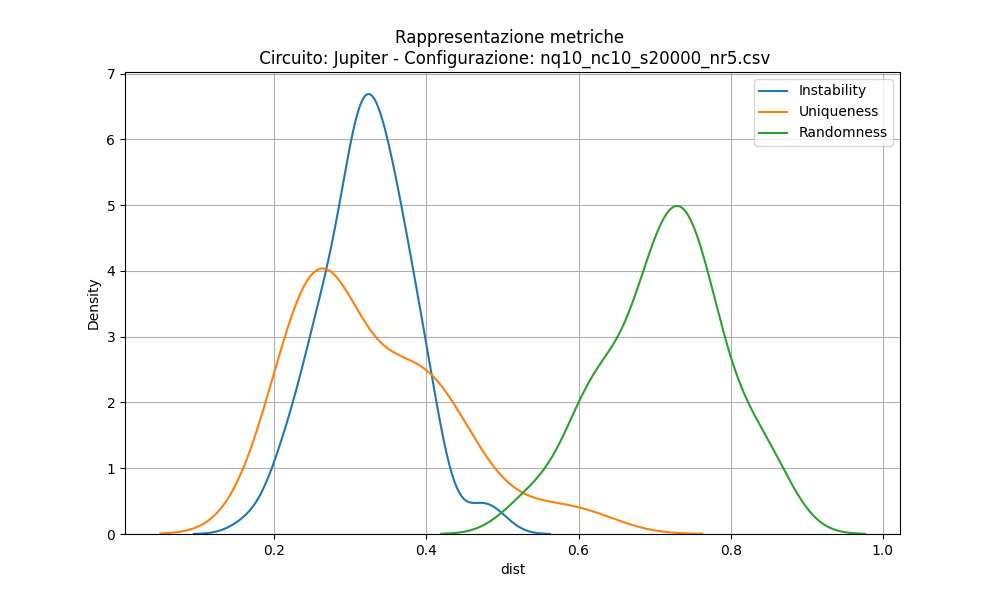 Rappresentazione metriche
Circuito: Jupiter - Configurazione: nq10_nc10_s20000_nr5.csv
Instability
Uniqueness
Randomness
7
6
5
4
3
2
1
0
Density
0.2 0.4 0.6 0.8 1.0
dist